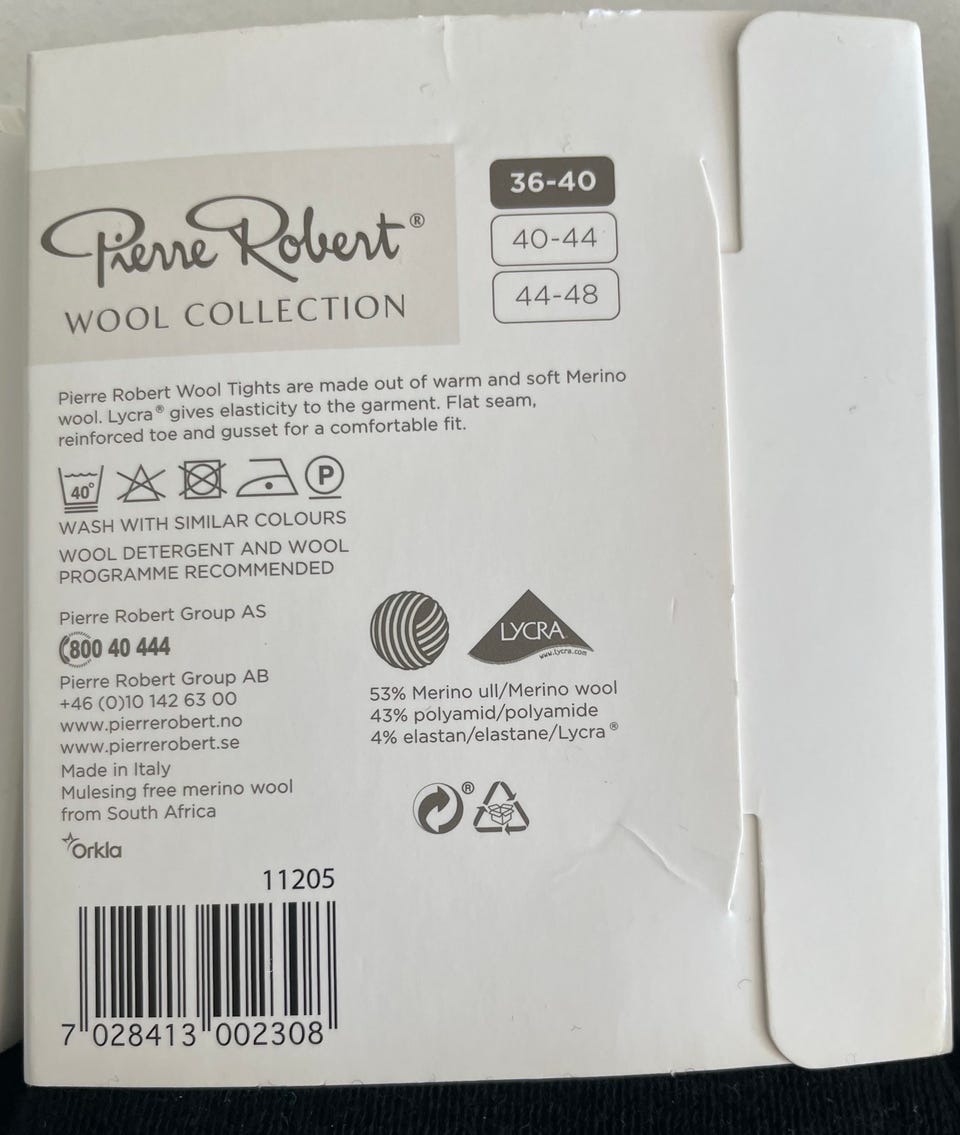 Pierre Robert®
WOOL COLLECTION
36-40
40-44
44-48
Pierre Robert Wool Tights are made out of warm and soft Merino
wool. Lycra® gives elasticity to the garment. Flat seam,
reinforced toe and gusset for a comfortable fit.
40°
P
WASH WITH SIMILAR COLOURS
WOOL DETERGENT AND WOOL
PROGRAMME RECOMMENDED
Pierre Robert Group AS
800 40 444
Pierre Robert Group AB
+46 (0)10 142 63 00
www.pierrerobert.no
www.pierrerobert.se
Made in Italy
Mulesing free merino wool
from South Africa
Orkla
LYCRA
www.lycra.com
53% Merino ull/Merino wool
43% polyamid/polyamide
4% elastan/elastane/Lycra®
®
11205
7 028413 002308